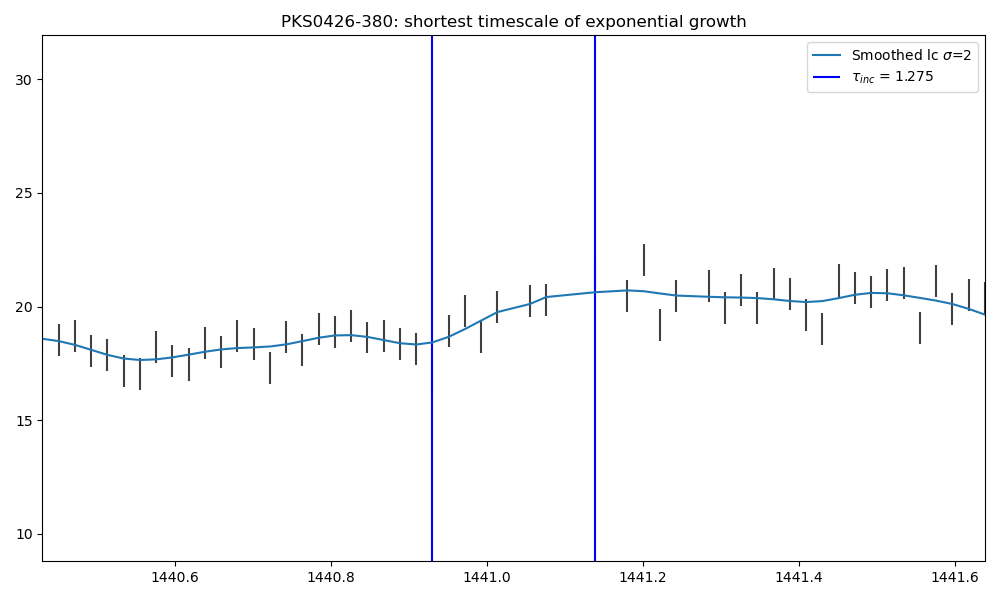 PKS0426-380: shortest timescale of exponential growth
Smoothed lc σ=2
τinc = 1.275
30
25
20
15
10
1440.6 1440.8 1441.0 1441.2 1441.4 1441.6